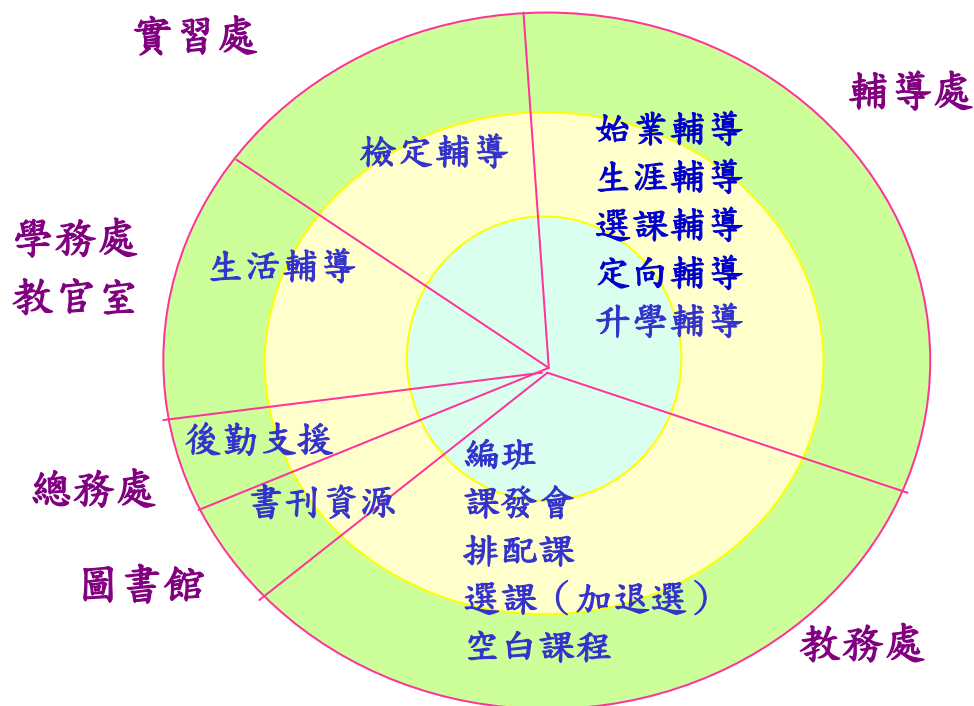 實習處
輔導處
始業輔導
檢定輔導
生涯輔導
選課輔導
學務處
生活輔導
定向輔導
教官室
升學輔導
後勤支援
編班
總務處
書刊資源
課發會
排配課
圖書館
選課（加退選）
空白課程
教務處